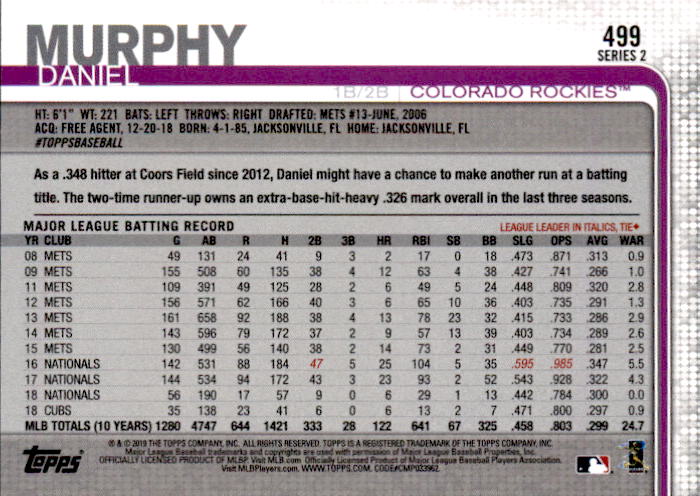 MURPHY
DANIEL
499
SERIES 2
1B/2B | COLORADO ROCKIES™
HT: 6'1" WT: 221 BATS: LEFT THROWS: RIGHT DRAFTED: METS #13-JUNE, 2006
ACQ: FREE AGENT, 12-20-18 BORN: 4-1-85, JACKSONVILLE, FL HOME: JACKSONVILLE, FL
#TOPPSBASEBALL
As a .348 hitter at Coors Field since 2012, Daniel might have a chance to make another run at a batting
title. The two-time runner-up owns an extra-base-hit-heavy .326 mark overall in the last three seasons.
MAJOR LEAGUE BATTING RECORD LEAGUE LEADER IN ITALICS, TIE♦
YR CLUB G AB R H 2B 3B HR RBI SB BB SLG OPS AVG WAR
08 METS 49 131 24 41 9 3 2 17 0 18 .473 .871 .313 0.9
09 METS 155 508 60 135 38 4 12 63 4 38 .427 .741 .266 1.0
11 METS 109 391 49 125 28 2 6 49 5 24 .448 .809 .320 2.8
12 METS 156 571 62 166 40 3 6 65 10 36 .403 .735 .291 1.3
13 METS 161 658 92 188 38 4 13 78 23 32 .415 .733 .286 2.9
14 METS 143 596 79 172 37 2 9 57 13 39 .403 .734 .289 2.6
15 METS 130 499 56 140 38 2 14 73 2 31 .449 .770 .281 2.5
16 NATIONALS 142 531 88 184 47 5 25 104 5 35 .595 .985 .347 5.5
17 NATIONALS 144 534 94 172 43 3 23 93 2 52 .543 .928 .322 4.3
18 NATIONALS 56 190 17 57 9 0 6 29 1 13 .442 .784 .300 0.0
18 CUBS 35 138 23 41 6 0 6 13 2 7 .471 .800 .297 0.9
MLB TOTALS (10 YEARS) 1280 4747 644 1421 333 28 122 641 67 325 .458 .803 .299 24.7
Topps
® & © 2019 THE TOPPS COMPANY, INC. ALL RIGHTS RESERVED. TOPPS IS A REGISTERED TRADEMARK OF THE TOPPS COMPANY, INC.
Major League Baseball trademarks and copyrights are used with permission of Major League Baseball Properties, Inc.
OFFICIALLY LICENSED PRODUCT OF MLBP. Visit MLB.com Officially Licensed Product of Major League Baseball Players Association.
Visit MLBPlayers.com. WWW.TOPPS.COM. CODE#CMP033962.